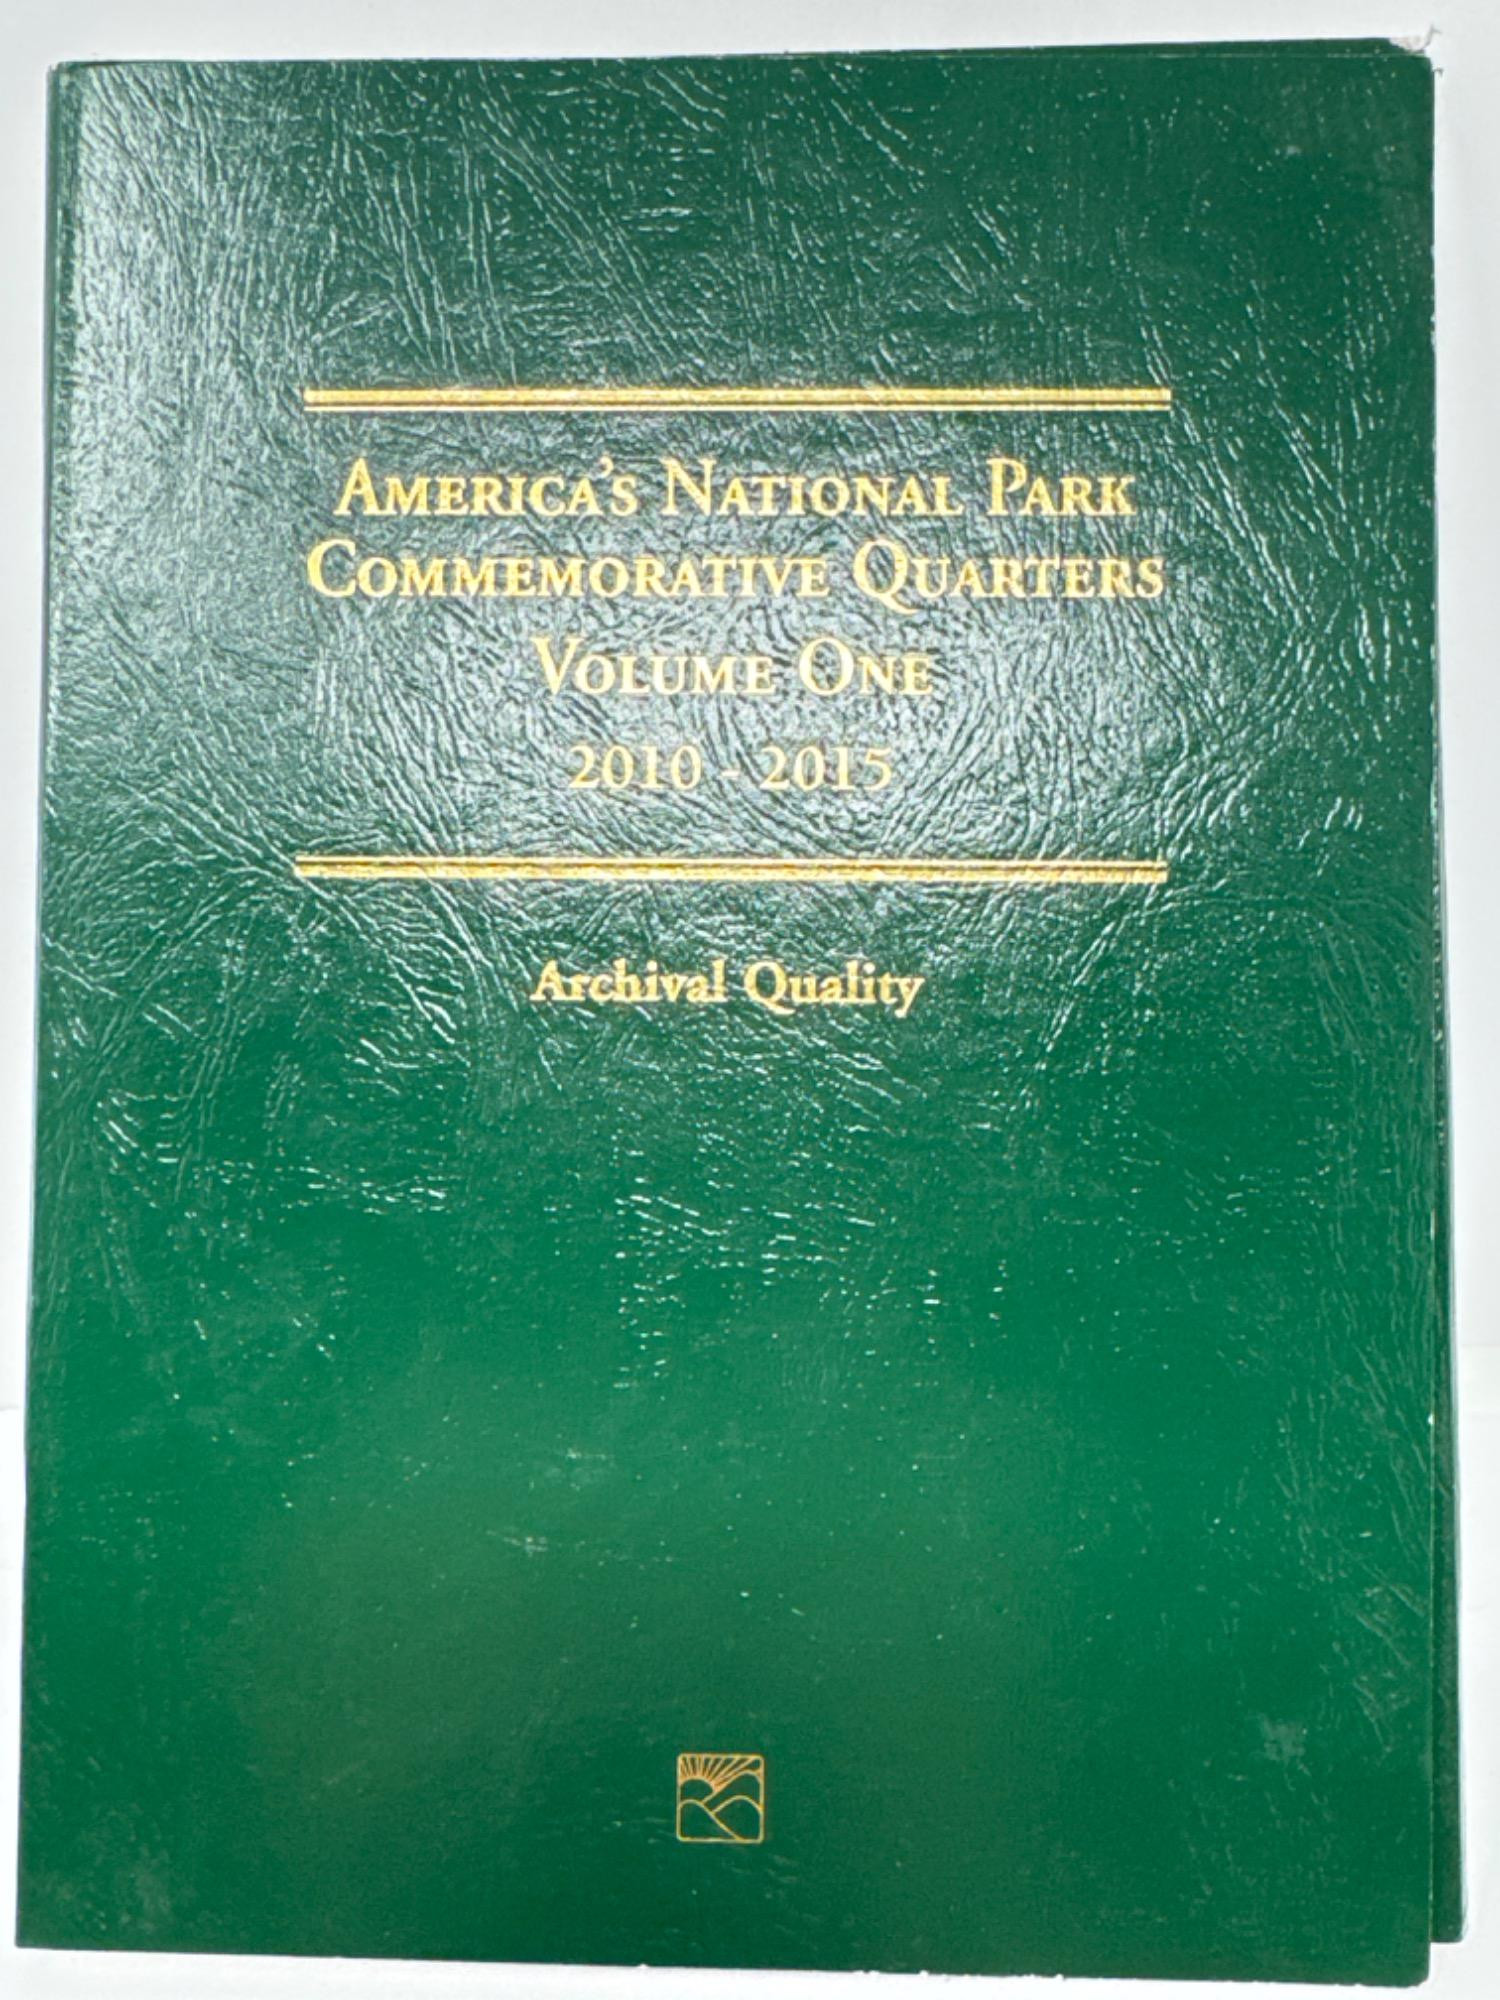 America's National Park
Commemorative Quarters
Volume One
2010 - 2015
Archival Quality